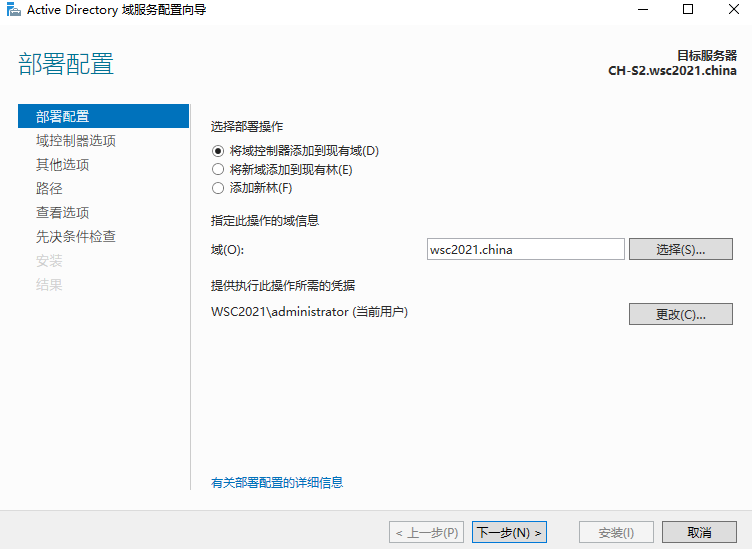 Active Directory 域服务配置向导
部署配置
目标服务器
CH-S2.wsc2021.china
部署配置
域控制器选项
其他选项
路径
查看选项
先决条件检查
安装
结果
选择部署操作
将域控制器添加到现有域(D)
将新域添加到现有林(E)
添加新林(F)
指定此操作的域信息
域(O):
wsc2021.china
选择(S)...
提供执行此操作所需的凭据
WSC2021\administrator (当前用户)
更改(C)...
有关部署配置的详细信息
< 上一步(P)
下一步(N) >
安装(I)
取消